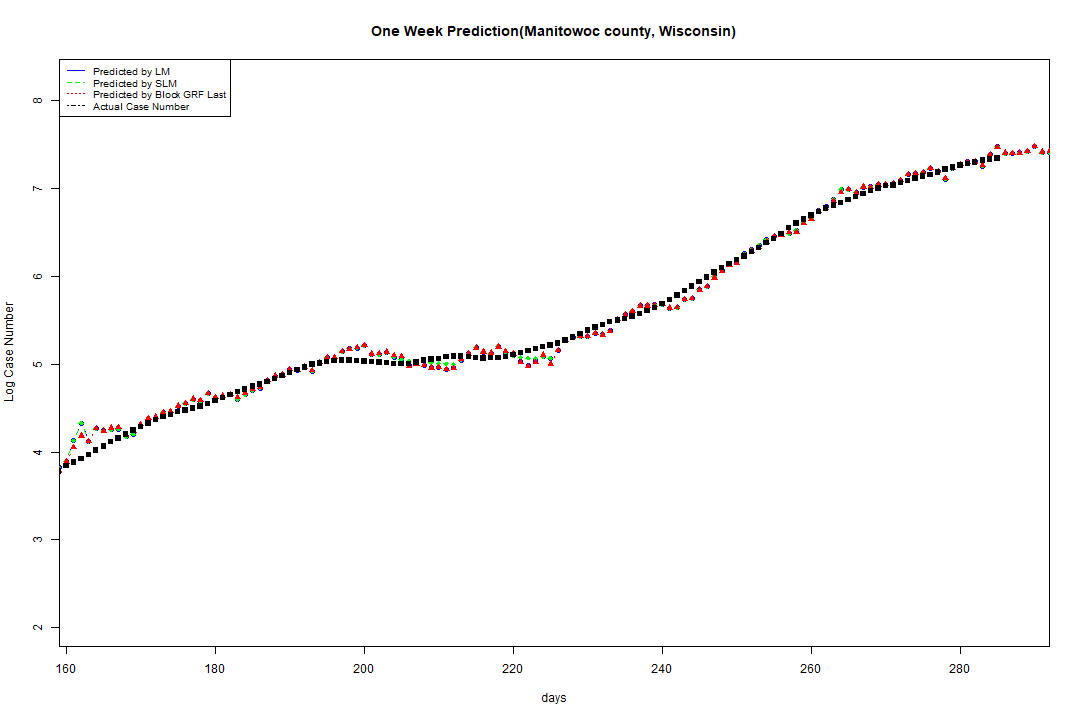 One Week Prediction(Manitowoc county, Wisconsin)
Predicted by LM
Predicted by SLM
Predicted by Block GRF Last
Actual Case Number
8
7
6
5
4
3
2
Log Case Number
160 180 200 220 240 260 280
days